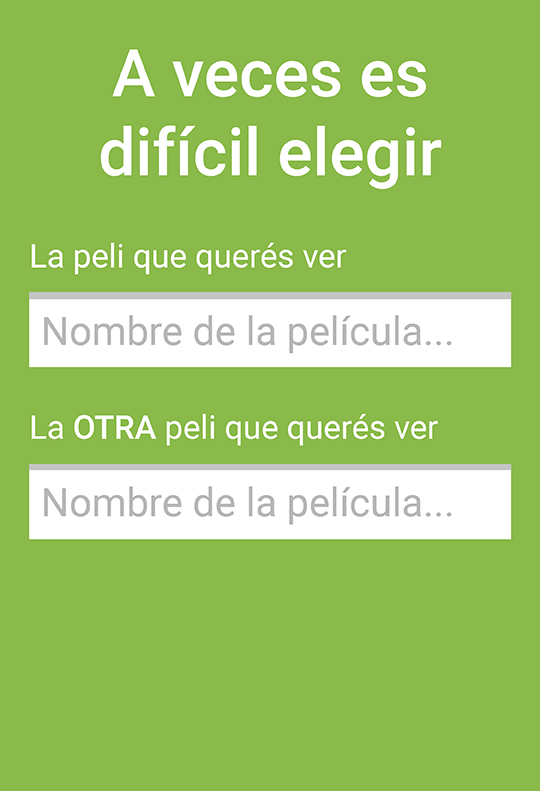 A veces es
difícil elegir
La peli que querés ver
Nombre de la película...
La OTRA peli que querés ver
Nombre de la película...